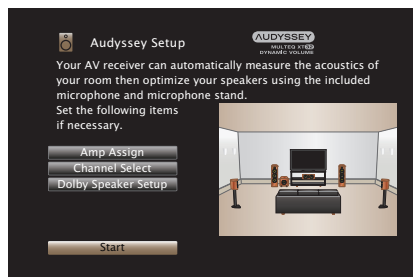 Audyssey Setup
AUDYSSEY
MULTEQ XT32
DYNAMIC VOLUME
Your AV receiver can automatically measure the acoustics of
your room then optimize your speakers using the included
microphone and microphone stand.
Set the following items
if necessary.
Amp Assign
Channel Select
Dolby Speaker Setup
Start